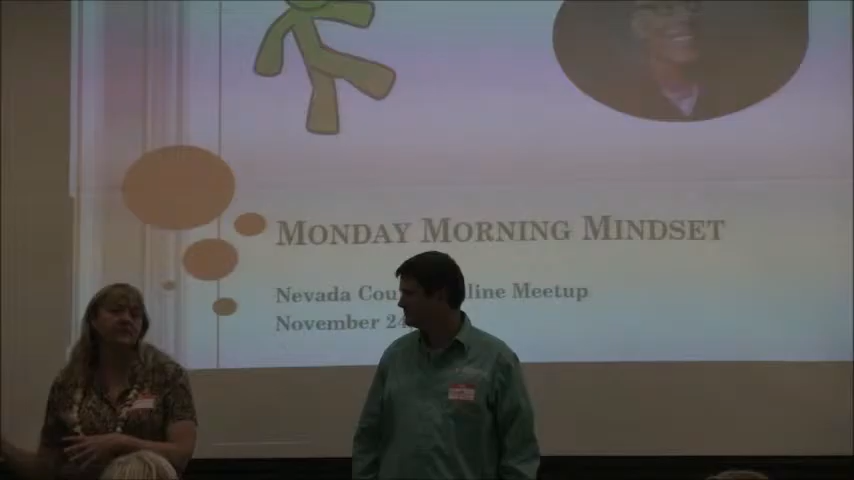 MONDAY MORNING MINDSET
Nevada Cou line Meetup
November 24